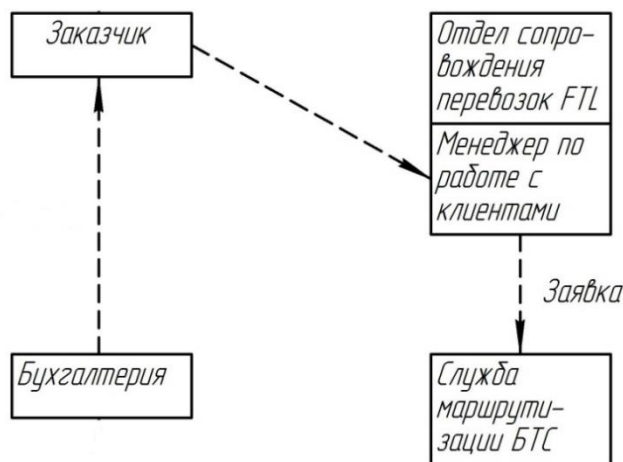 Заказчик
Отдел сопро-
вождения
перевозок FTL
Менеджер по
работе с
клиентами
Заявка
Бухгалтерия
Служба
маршрути-
зации БТС